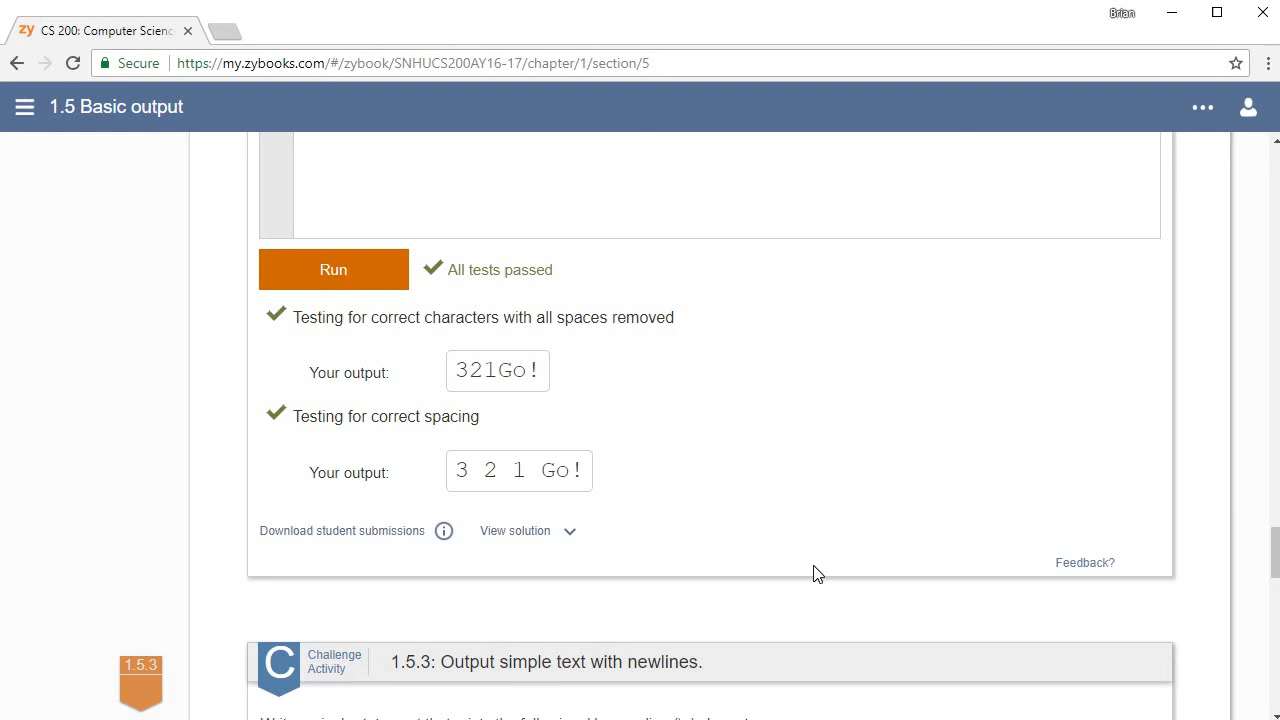 Brian
zy CS 200: Computer Scienc
Secure https://my.zybooks.com/#/zybook/SNHUCS200AY16-17/chapter/1/section/5
1.5 Basic output
Run All tests passed
Testing for correct characters with all spaces removed
Your output: 321Go!
Testing for correct spacing
Your output: 3 2 1 Go!
Download student submissions View solution
Feedback?
1.5.3
C Challenge Activity 1.5.3: Output simple text with newlines.